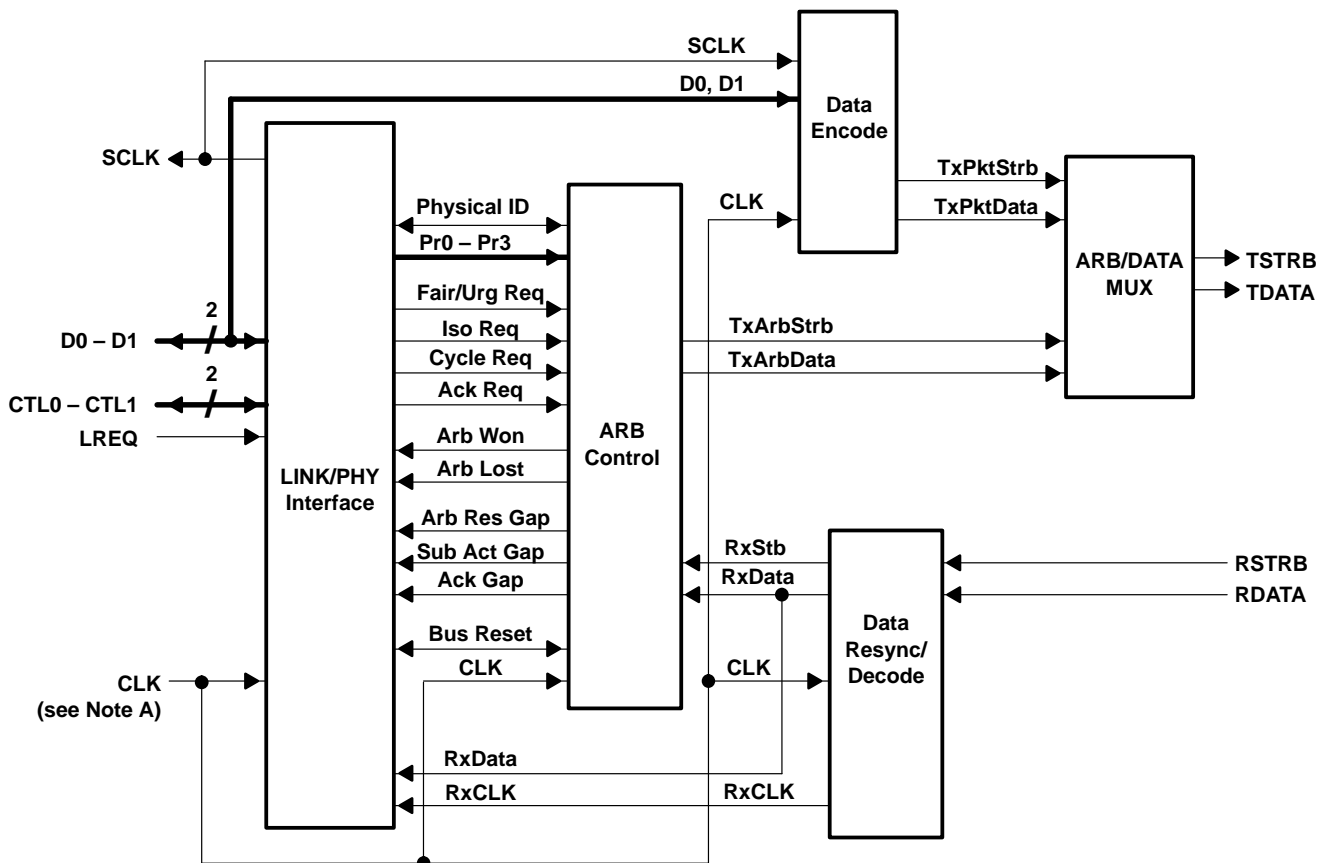 SCLK
D0, D1
Data
Encode
SCLK
TxPktStrb
CLK
TxPktData
Physical ID
Pr0 – Pr3
ARB/DATA
MUX
TSTRB
TDATA
Fair/Urg Req
2
D0 – D1
Iso Req
TxArbStrb
Cycle Req
TxArbData
2
CTL0 – CTL1
Ack Req
LREQ
Arb Won
ARB
Control
Arb Lost
LINK/PHY
Interface
Arb Res Gap
Sub Act Gap
Ack Gap
RxStb
RxData
RSTRB
RDATA
Data
Resync/
Decode
Bus Reset
CLK
CLK
CLK
(see Note A)
RxData
RxCLK
RxCLK